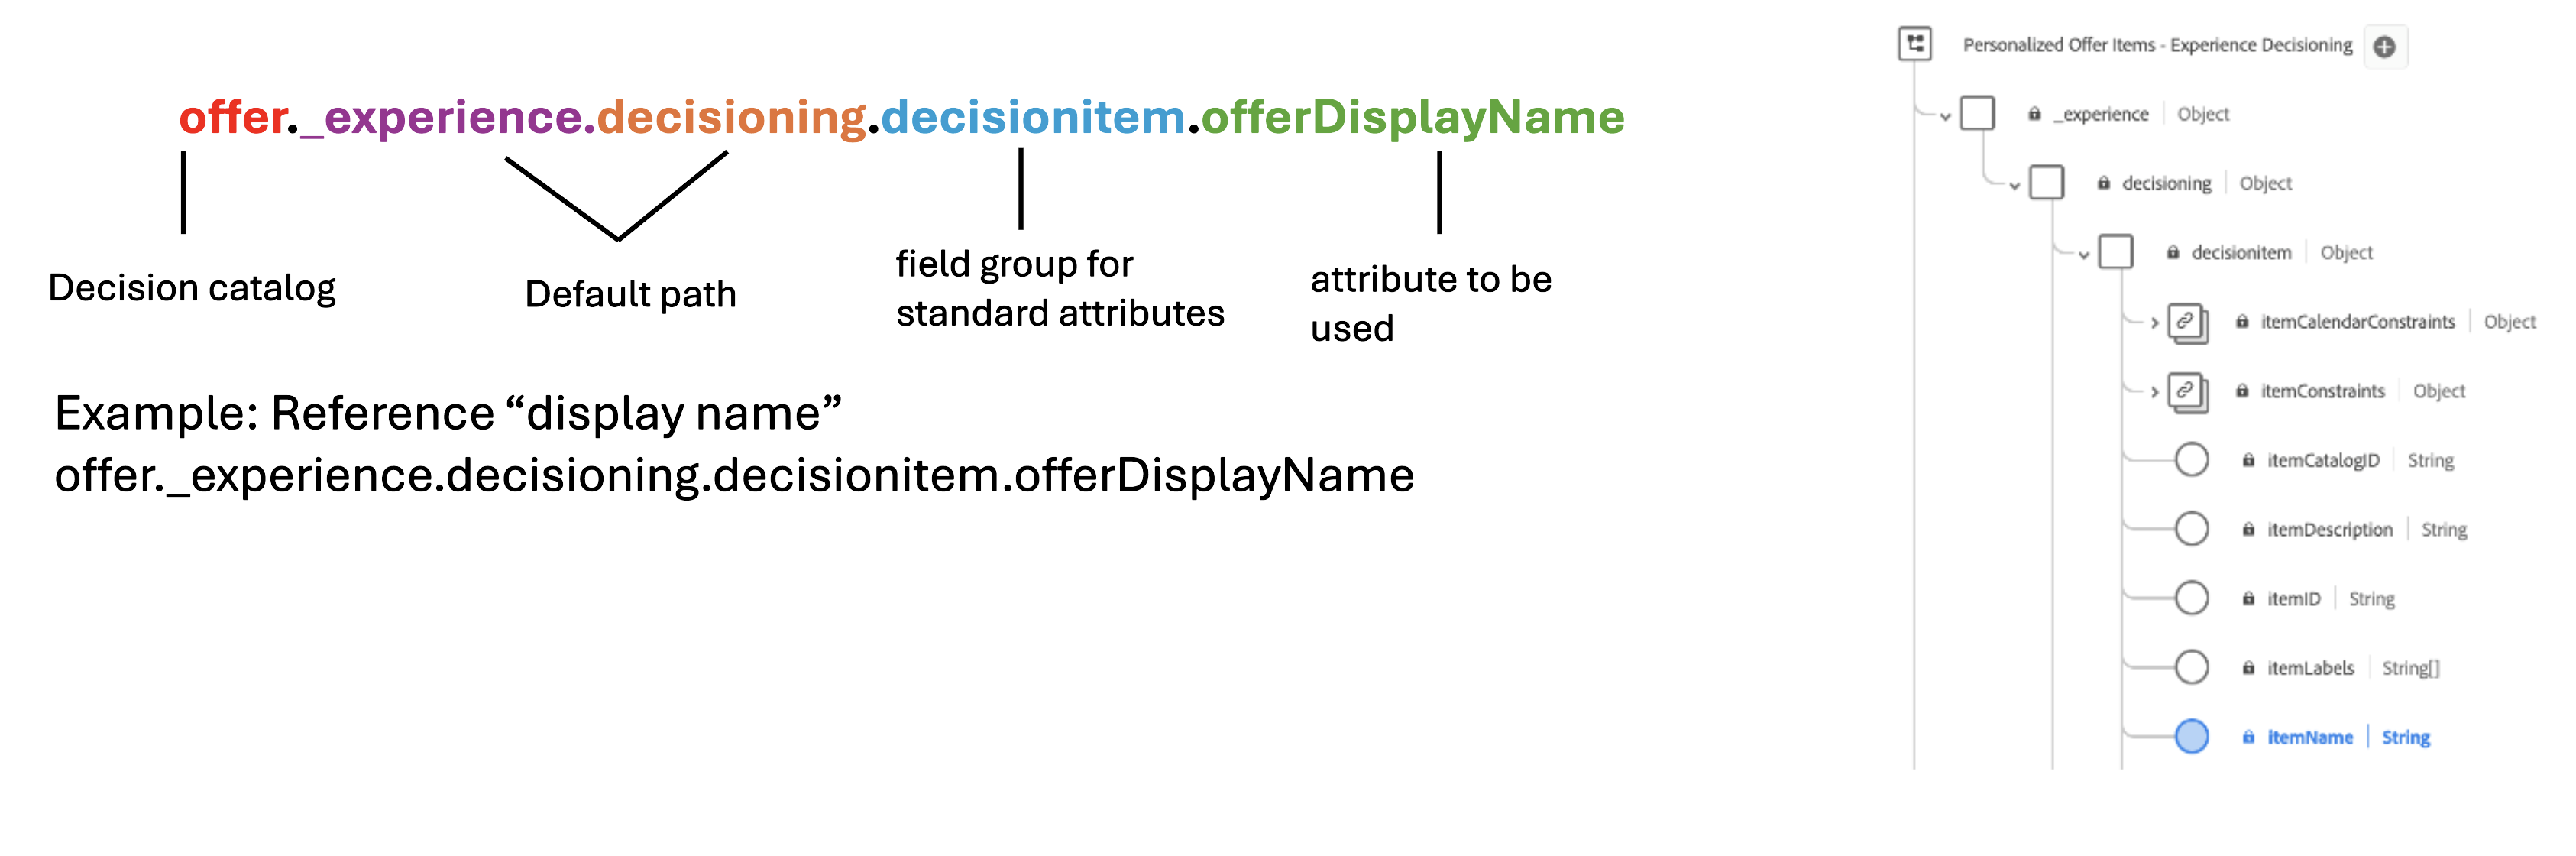 offer._experience.decisioning.decisionitem.offerDisplayName
Decision catalog
Default path
field group for
standard attributes
attribute to be
used
Example: Reference “display name”
offer._experience.decisioning.decisionitem.offerDisplayName
Personalized Offer Items - Experience Decisioning
_experience | Object
decisioning | Object
decisionitem | Object
itemCalendarConstraints | Object
itemConstraints | Object
itemCatalogID | String
itemDescription | String
itemID | String
itemLabels | String[]
itemName | String